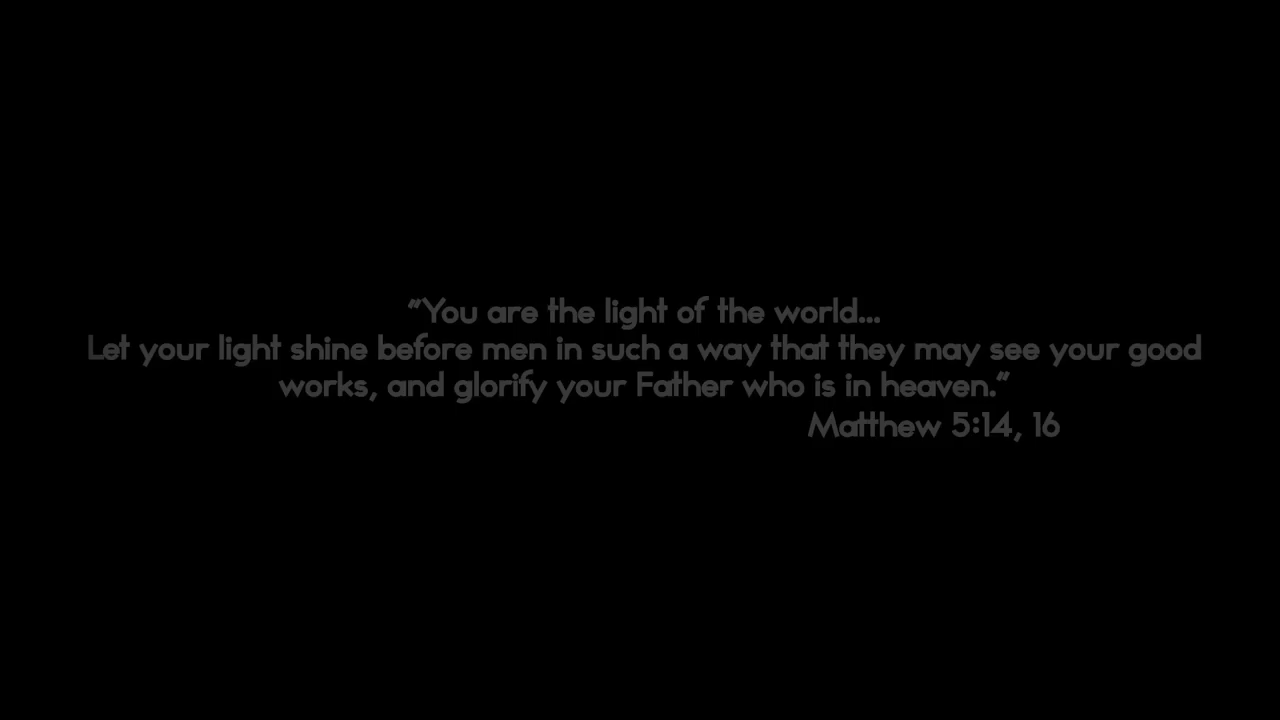 "You are the light of the world...
Let your light shine before men in such a way that they may see your good
works, and glorify your Father who is in heaven."
Matthew 5:14, 16